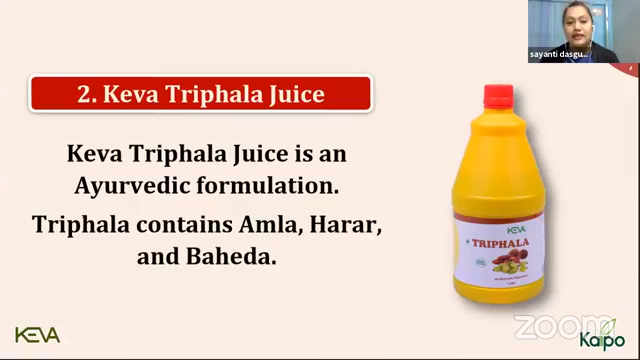 sayanti dasgu...
2. Keva Triphala Juice
Keva Triphala Juice is an
Ayurvedic formulation.
Triphala contains Amla, Harar,
and Baheda.
KEVA
TRIPHALA
KEVA
zoom
Kapo